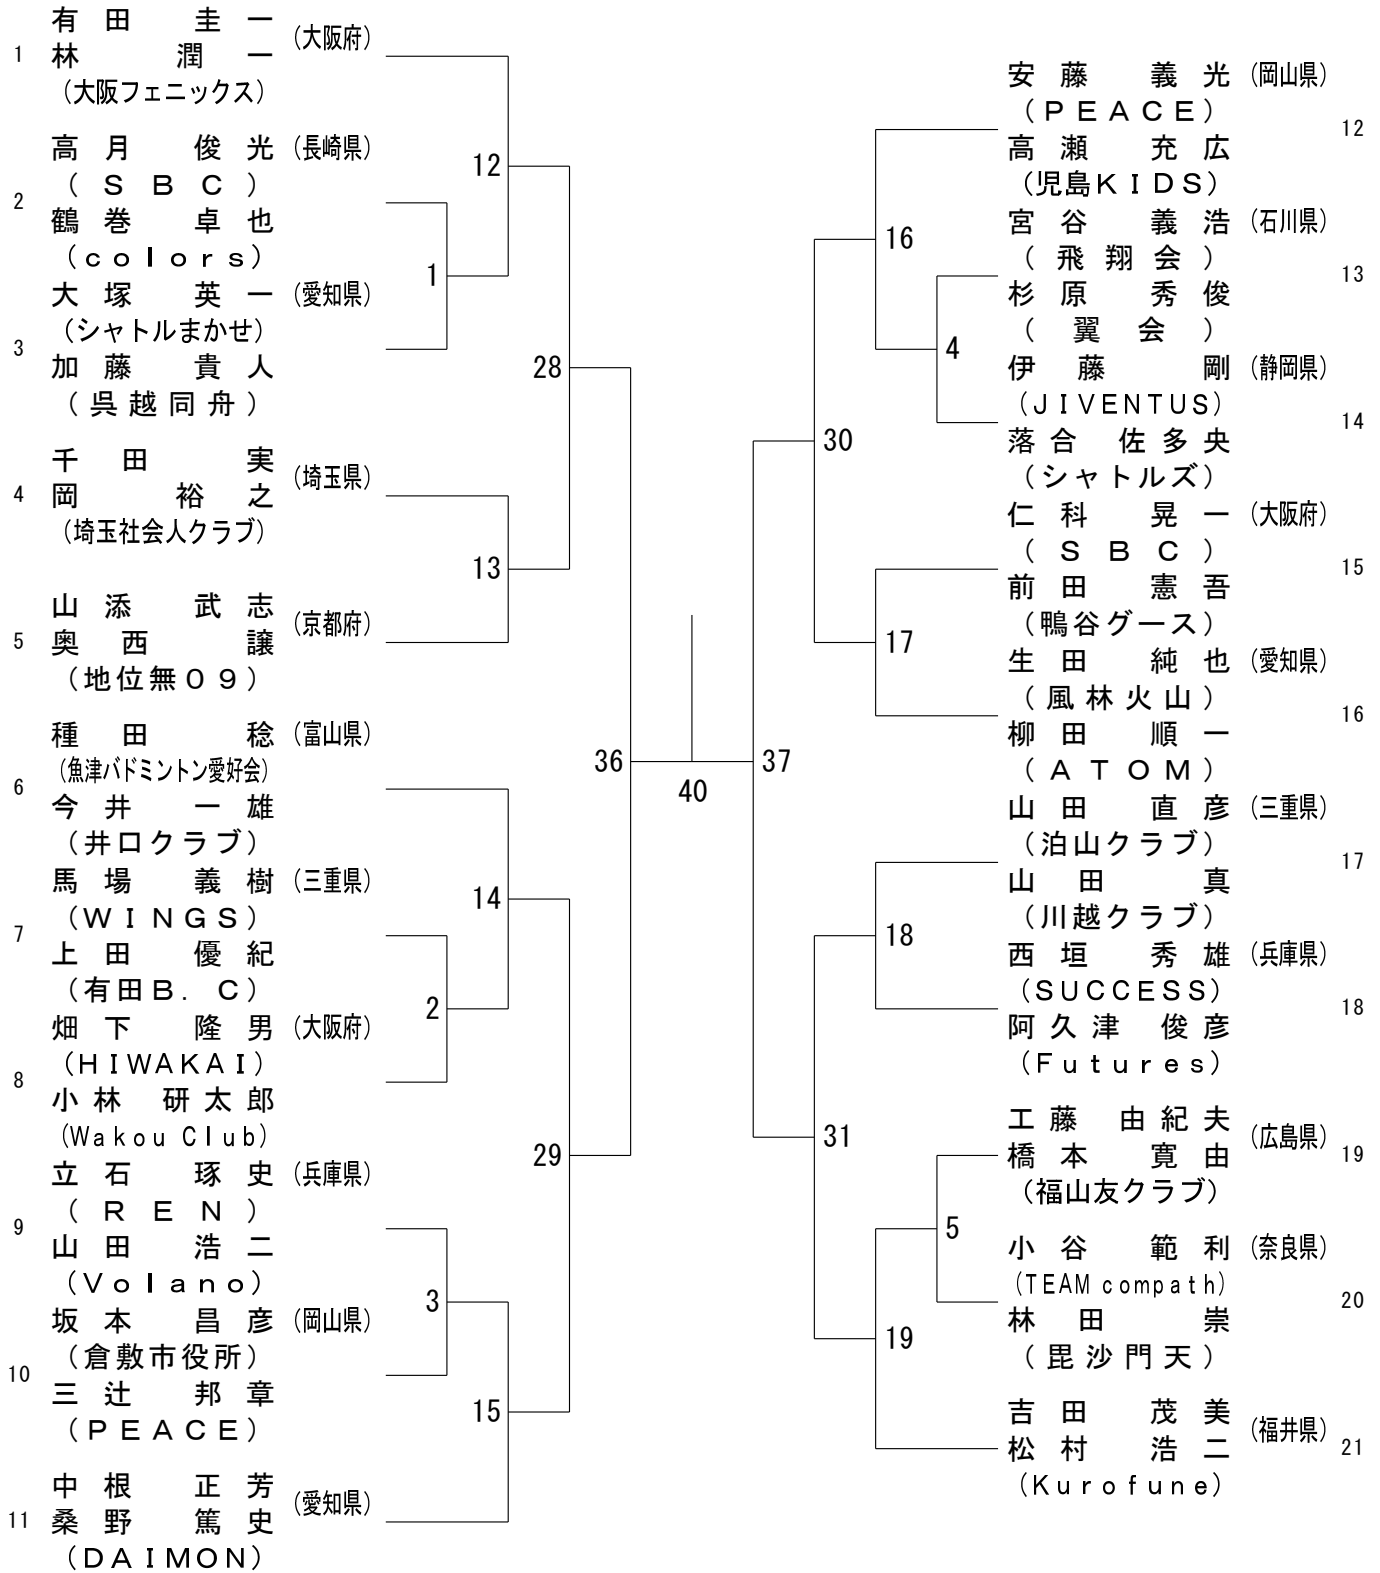 有田　圭一 (大阪府)
1 林　潤一
(大阪フェニックス)
高月　俊光 (長崎県)
(ＳＢＣ)
2
鶴巻　卓也
(ｃｏｌｏｒｓ)
大塚　英一 (愛知県)
(シャトルまかせ)
3
加藤　貴人
(呉越同舟)
千田　実 (埼玉県)
4 岡　裕之
(埼玉社会人クラブ)
山添　武志 (京都府)
5 奥西　譲
(地位無０９)
種田　稔 (富山県)
(魚津バドミントン愛好会)
6
今井　一雄
(井口クラブ)
馬場　義樹 (三重県)
(ＷＩＮＧＳ)
7
上田　優紀
(有田Ｂ．Ｃ)
畑下　隆男 (大阪府)
(ＨＩＷＡＫＡＩ)
8
小林　研太郎
(Ｗａｋｏｕ Ｃｌｕｂ)
立石　琢史 (兵庫県)
(ＲＥＮ)
9
山田　浩二
(Ｖｏｌａｎｏ)
坂本　昌彦 (岡山県)
(倉敷市役所)
10
三辻　邦章
(ＰＥＡＣＥ)
中根　正芳 (愛知県)
11 桑野　篤史
(ＤＡＩＭＯＮ)
12
1
28
13
36
14
2
29
3
15
40
37
16
4
30
17
18
31
5
19
安藤　義光 (岡山県)
(ＰＥＡＣＥ)
12
高瀬　充広
(児島ＫＩＤＳ)
宮谷　義浩 (石川県)
(飛翔会)
13
杉原　秀俊
(翼会)
伊藤　剛 (静岡県)
(ＪＩＶＥＮＴＵＳ)
14
落合　佐多央
(シャトルズ)
仁科　晃一 (大阪府)
(ＳＢＣ)
15
前田　憲吾
(鴨谷グース)
生田　純也 (愛知県)
(風林火山)
16
柳田　順一
(ＡＴＯＭ)
山田　直彦 (三重県)
(泊山クラブ)
17
山田　真
(川越クラブ)
西垣　秀雄 (兵庫県)
(ＳＵＣＣＥＳＳ)
18
阿久津　俊彦
(Ｆｕｔｕｒｅｓ)
工藤　由紀夫 (広島県)
橋本　寛由 19
(福山友クラブ)
小谷　範利 (奈良県)
(ＴＥＡＭ ｃｏｍｐａｔｈ)
20
林田　崇
(毘沙門天)
吉田　茂美 (福井県)
松村　浩二 21
(Ｋｕｒｏｆｕｎｅ)